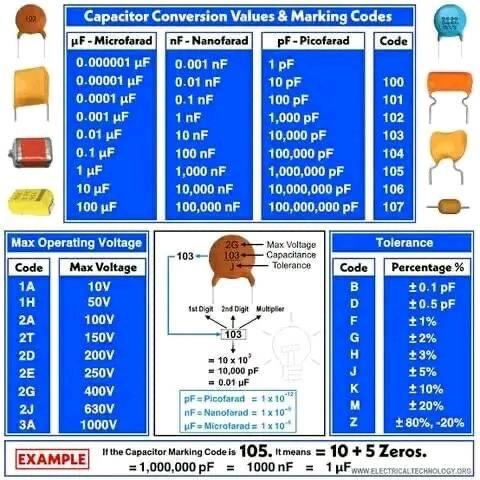 Capacitor Conversion Values & Marking Codes
µF - Microfarad nF - Nanofarad pF - Picofarad Code
0.000001 µF 0.001 nF 1 pF
0.00001 µF 0.01 nF 10 pF 100
0.0001 µF 0.1 nF 100 pF 101
0.001 µF 1 nF 1,000 pF 102
0.01 µF 10 nF 10,000 pF 103
0.1 µF 100 nF 100,000 pF 104
1 µF 1,000 nF 1,000,000 pF 105
10 µF 10,000 nF 10,000,000 pF 106
100 µF 100,000 nF 100,000,000 pF 107
103
Max Operating Voltage
Code Max Voltage
1A 10V
1H 50V
2A 100V
2T 150V
2D 200V
2E 250V
2G 400V
2J 630V
3A 1000V
2G Max Voltage
103 103 Capacitance
J Tolerance
1st Digit 2nd Digit Multiplier
103
= 10 x 10³
= 10,000 pF
= 0.01 µF
pF = Picofarad = 1 x 10⁻¹²
nF = Nanofarad = 1 x 10⁻⁹
µF = Microfarad = 1 x 10⁻⁶
Tolerance
Code Percentage %
B ± 0.1 pF
D ± 0.5 pF
F ± 1%
G ± 2%
H ± 3%
J ± 5%
K ± 10%
M ± 20%
Z ± 80%, -20%
EXAMPLE
If the Capacitor Marking Code is 105. It means = 10 + 5 Zeros.
= 1,000,000 pF = 1000 nF = 1 µF
WWW.ELECTRICALTECHNOLOGY.ORG